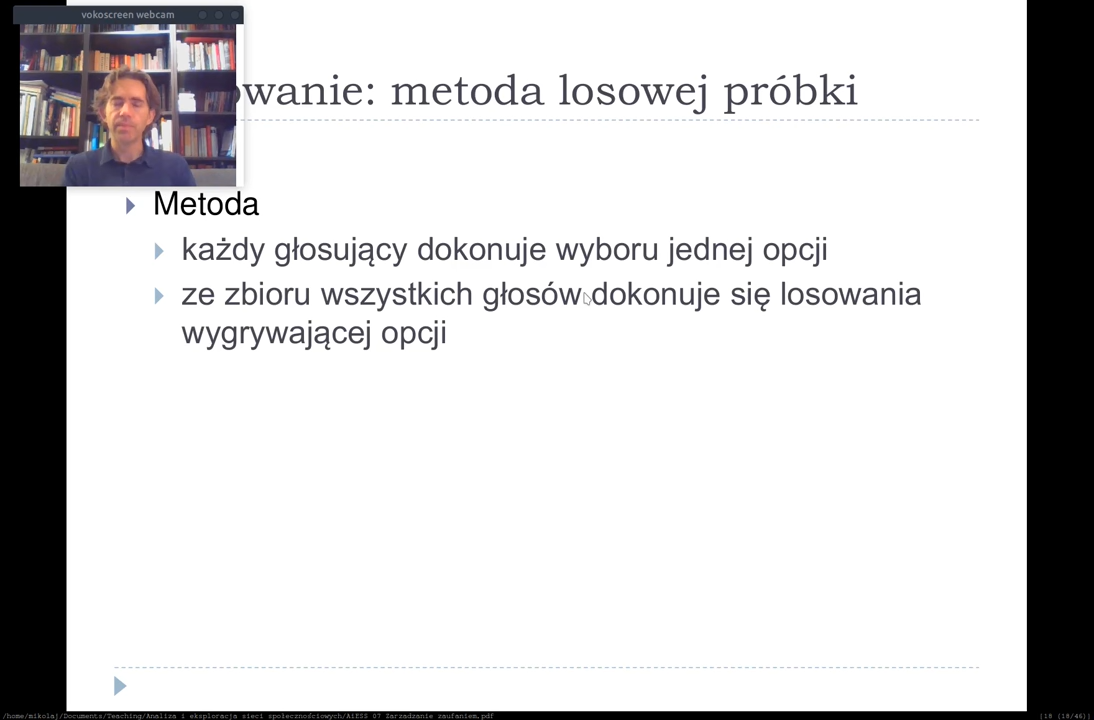 vokoscreen webcam
owanie: metoda losowej próbki
Metoda
każdy głosujący dokonuje wyboru jednej opcji
ze zbioru wszystkich głosów dokonuje się losowania
wygrywającej opcji
/home/mikolaj/Documents/Teaching/Analiza i eksploracja sieci społecznościowych/AiESS 07 Zarzadzanie zaufaniem.pdf
[18 (18/46)]